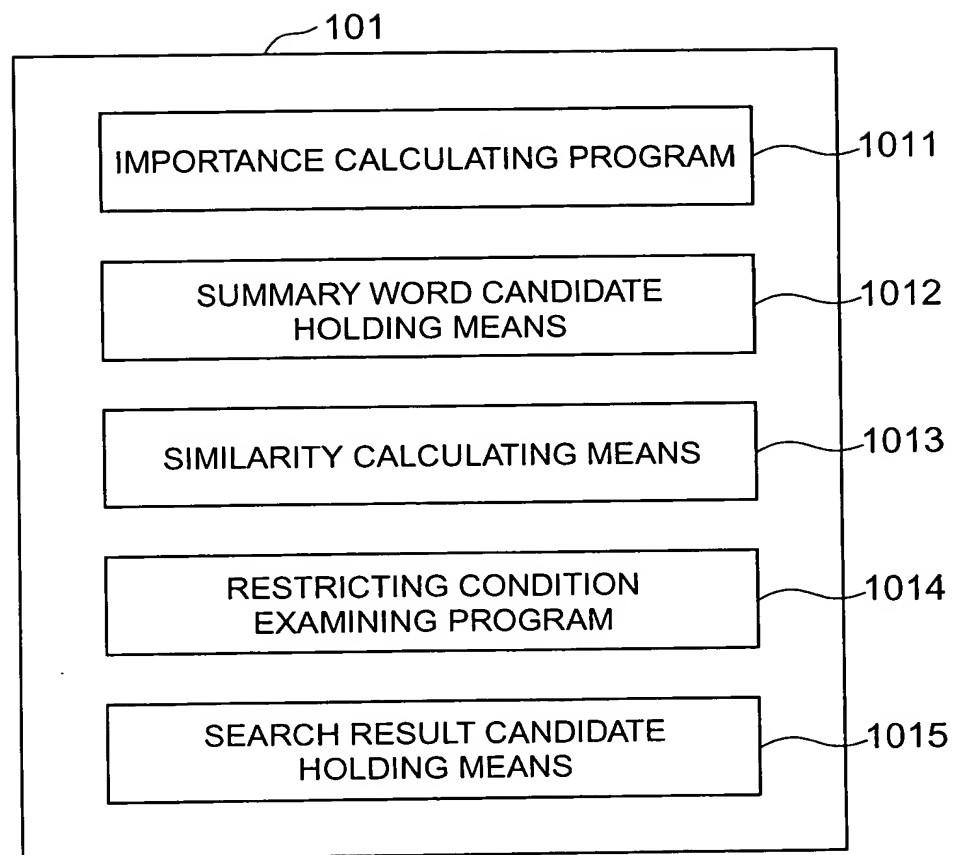 101
IMPORTANCE CALCULATING PROGRAM
1011
SUMMARY WORD CANDIDATE
HOLDING MEANS
1012
SIMILARITY CALCULATING MEANS
1013
RESTRICTING CONDITION
EXAMINING PROGRAM
1014
SEARCH RESULT CANDIDATE
HOLDING MEANS
1015